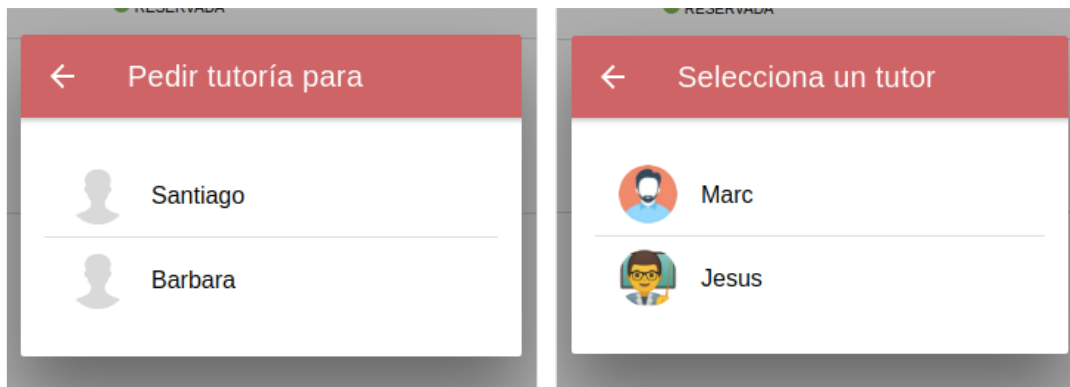 RESERVADA
Pedir tutoría para
Santiago
Barbara
RESERVADA
Selecciona un tutor
Marc
Jesus